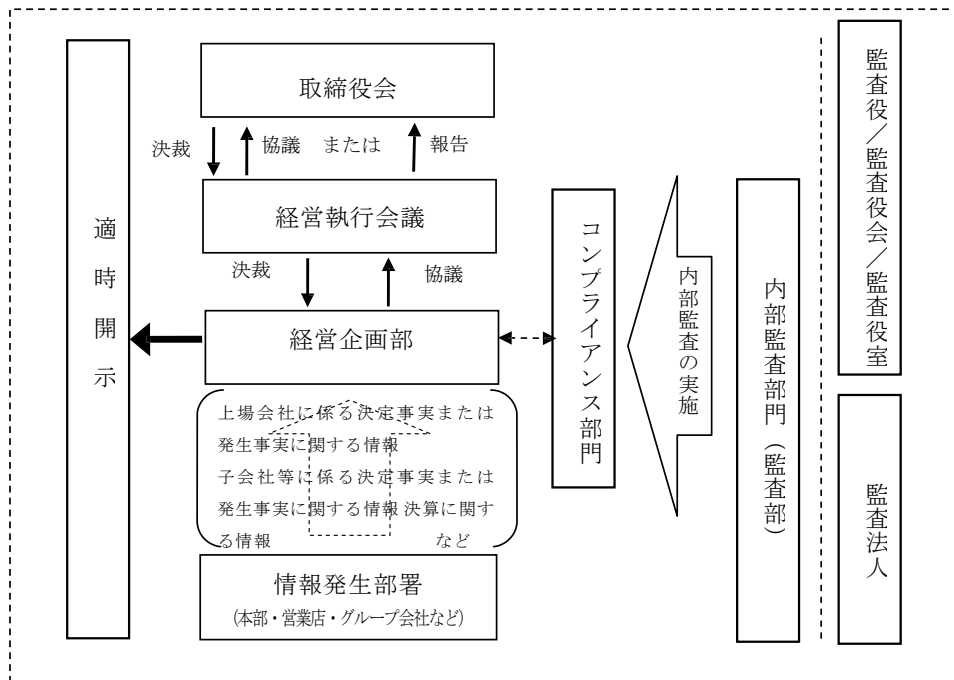 適時開示
取締役会
決裁 協議 または 報告
経営執行会議
決裁 協議
経営企画部
上場会社に係る決定事実または
発生事実に関する情報
子会社等に係る決定事実または
発生事実に関する情報 決算に関す
る情報 など
情報発生部署
(本部・営業店・グループ会社など)
コンプライアンス部門
内部監査の実施
内部監査部門(監査部)
監査役/監査役会/監査役室
監査法人